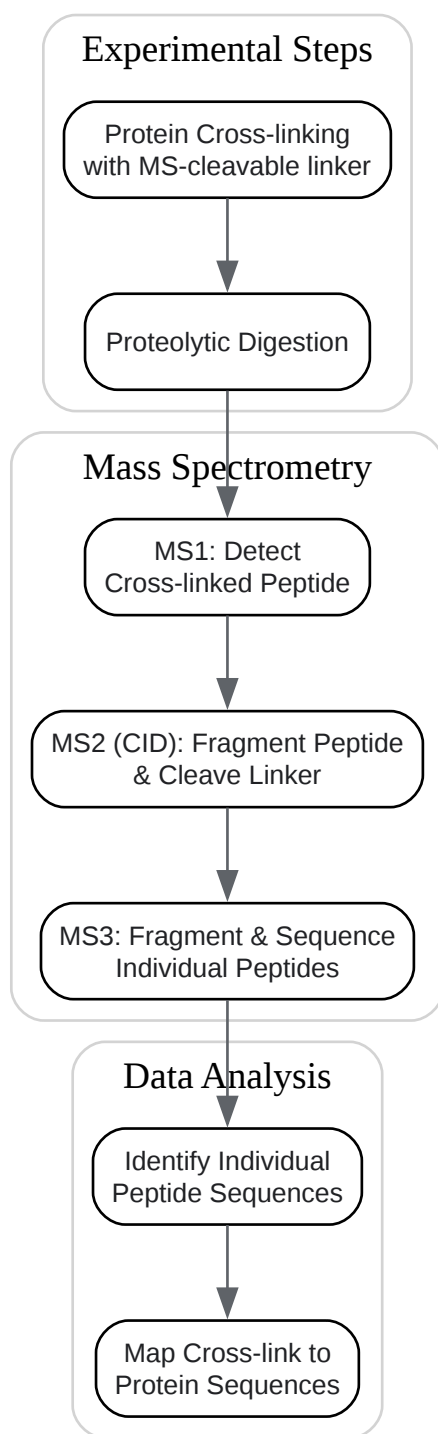 Experimental Steps
Protein Cross-linking
with MS-cleavable linker
Proteolytic Digestion
Mass Spectrometry
MS1: Detect
Cross-linked Peptide
MS2 (CID): Fragment Peptide
& Cleave Linker
MS3: Fragment & Sequence
Individual Peptides
Data Analysis
Identify Individual
Peptide Sequences
Map Cross-link to
Protein Sequences